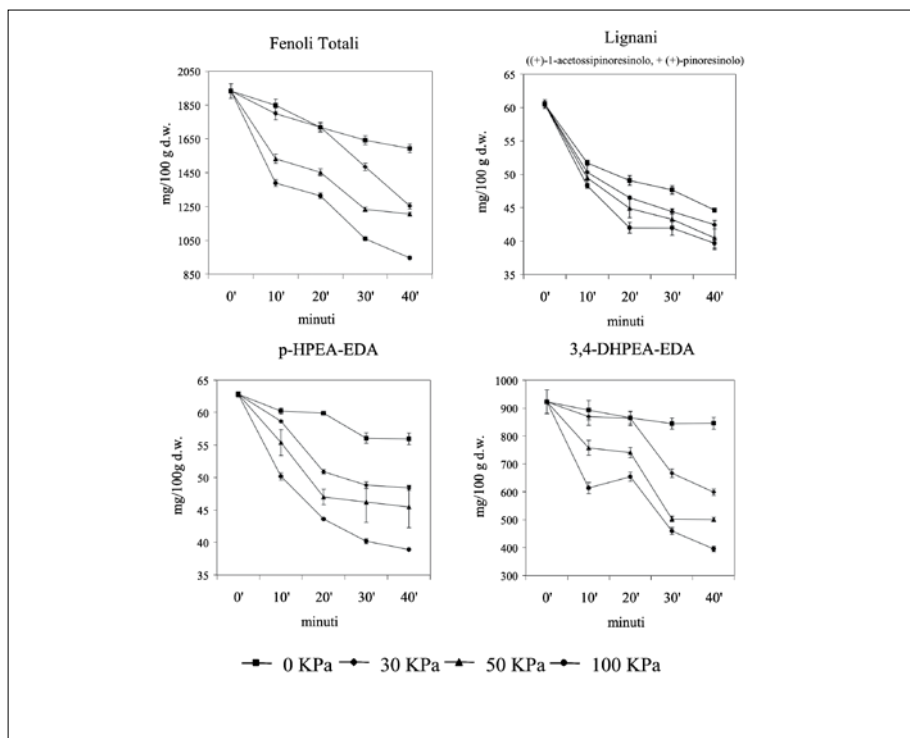 Fenoli Totali
mg/100 g d.w.
2050
1850
1650
1450
1250
1050
850
0' 10' 20' 30' 40'
minuti
Lignani
((+)-1-acetossipinoresinolo, + (+)-pinoresinolo)
mg/100 g d.w.
65
60
55
50
45
40
35
0' 10' 20' 30' 40'
minuti
p-HPEA-EDA
mg/100g d.w.
65
60
55
50
45
40
35
0' 10' 20' 30' 40'
minuti
3,4-DHPEA-EDA
mg/100 g d.w.
1000
900
800
700
600
500
400
300
0' 10' 20' 30' 40'
minuti
0 KPa 30 KPa 50 KPa 100 KPa